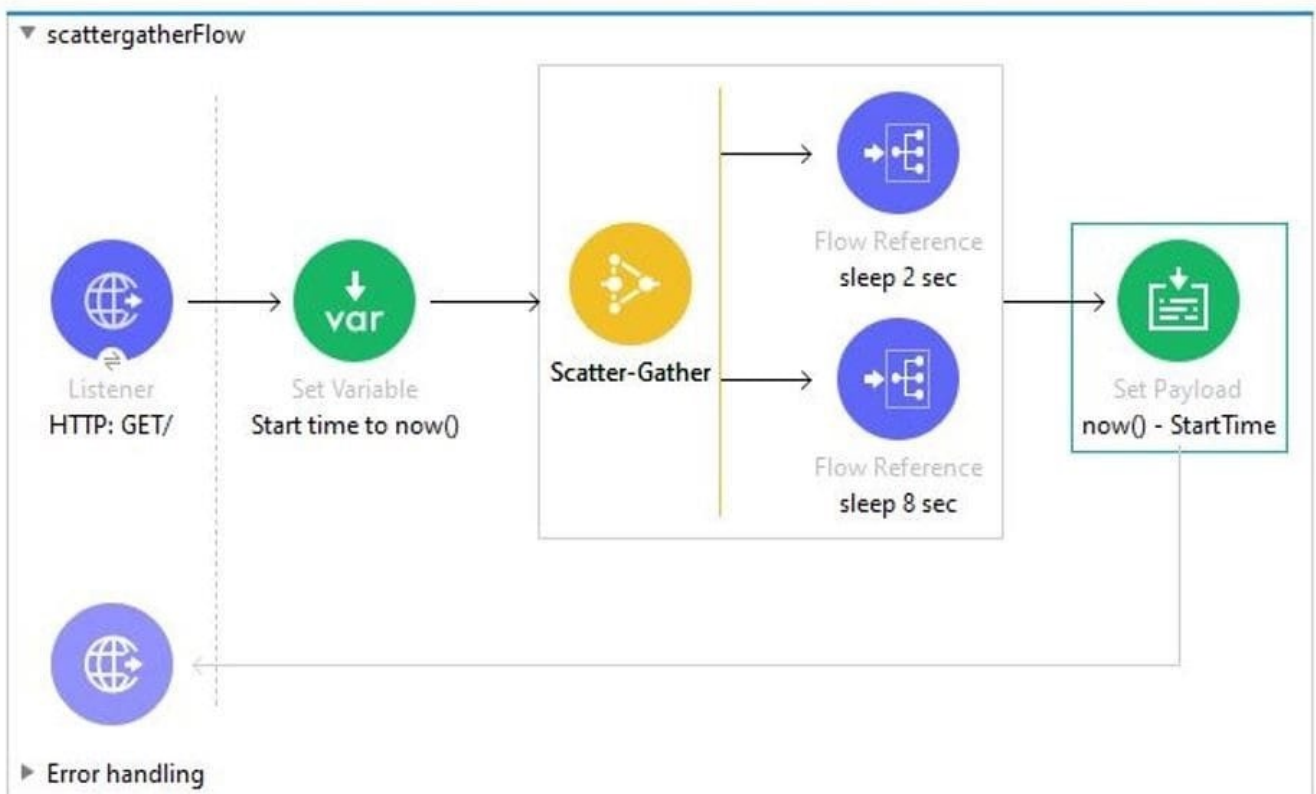 scattergatherFlow
Flow Reference
sleep 2 sec
var
Scatter-Gather
Listener
HTTP: GET/
Set Variable
Start time to now()
Set Payload
now() - StartTime
Flow Reference
sleep 8 sec
Error handling